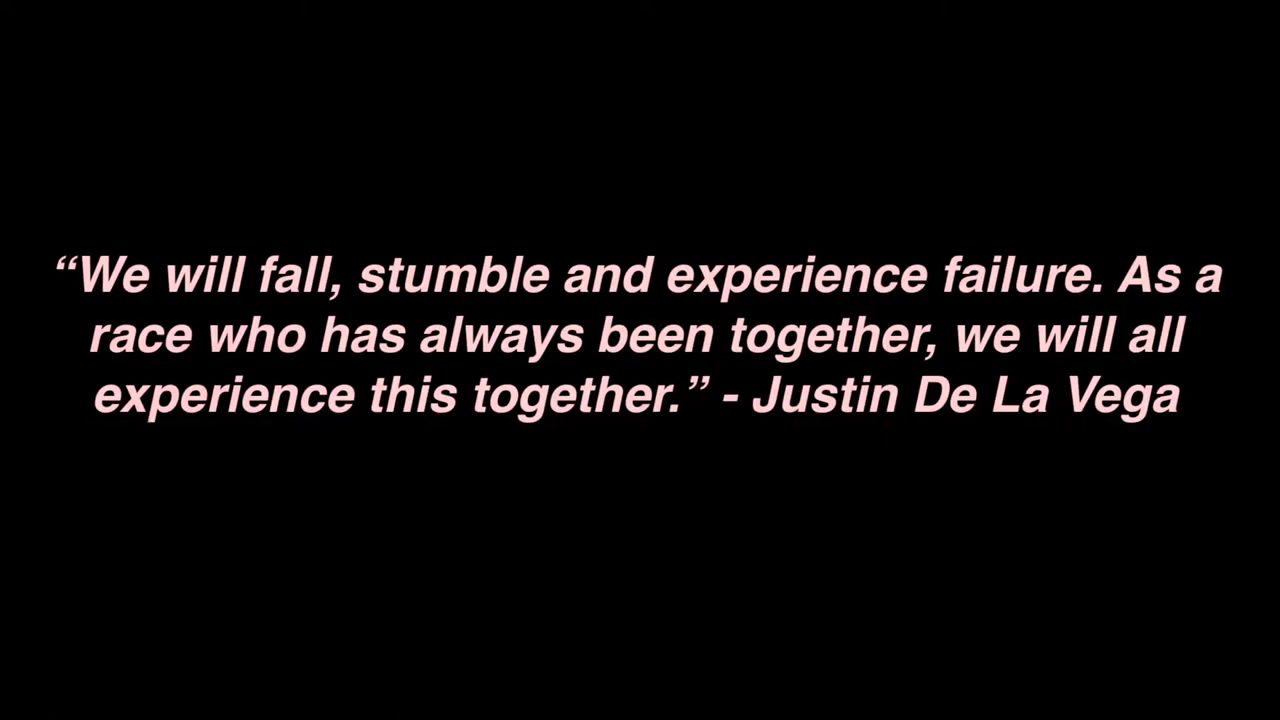 “We will fall, stumble and experience failure. As a
race who has always been together, we will all
experience this together.” - Justin De La Vega